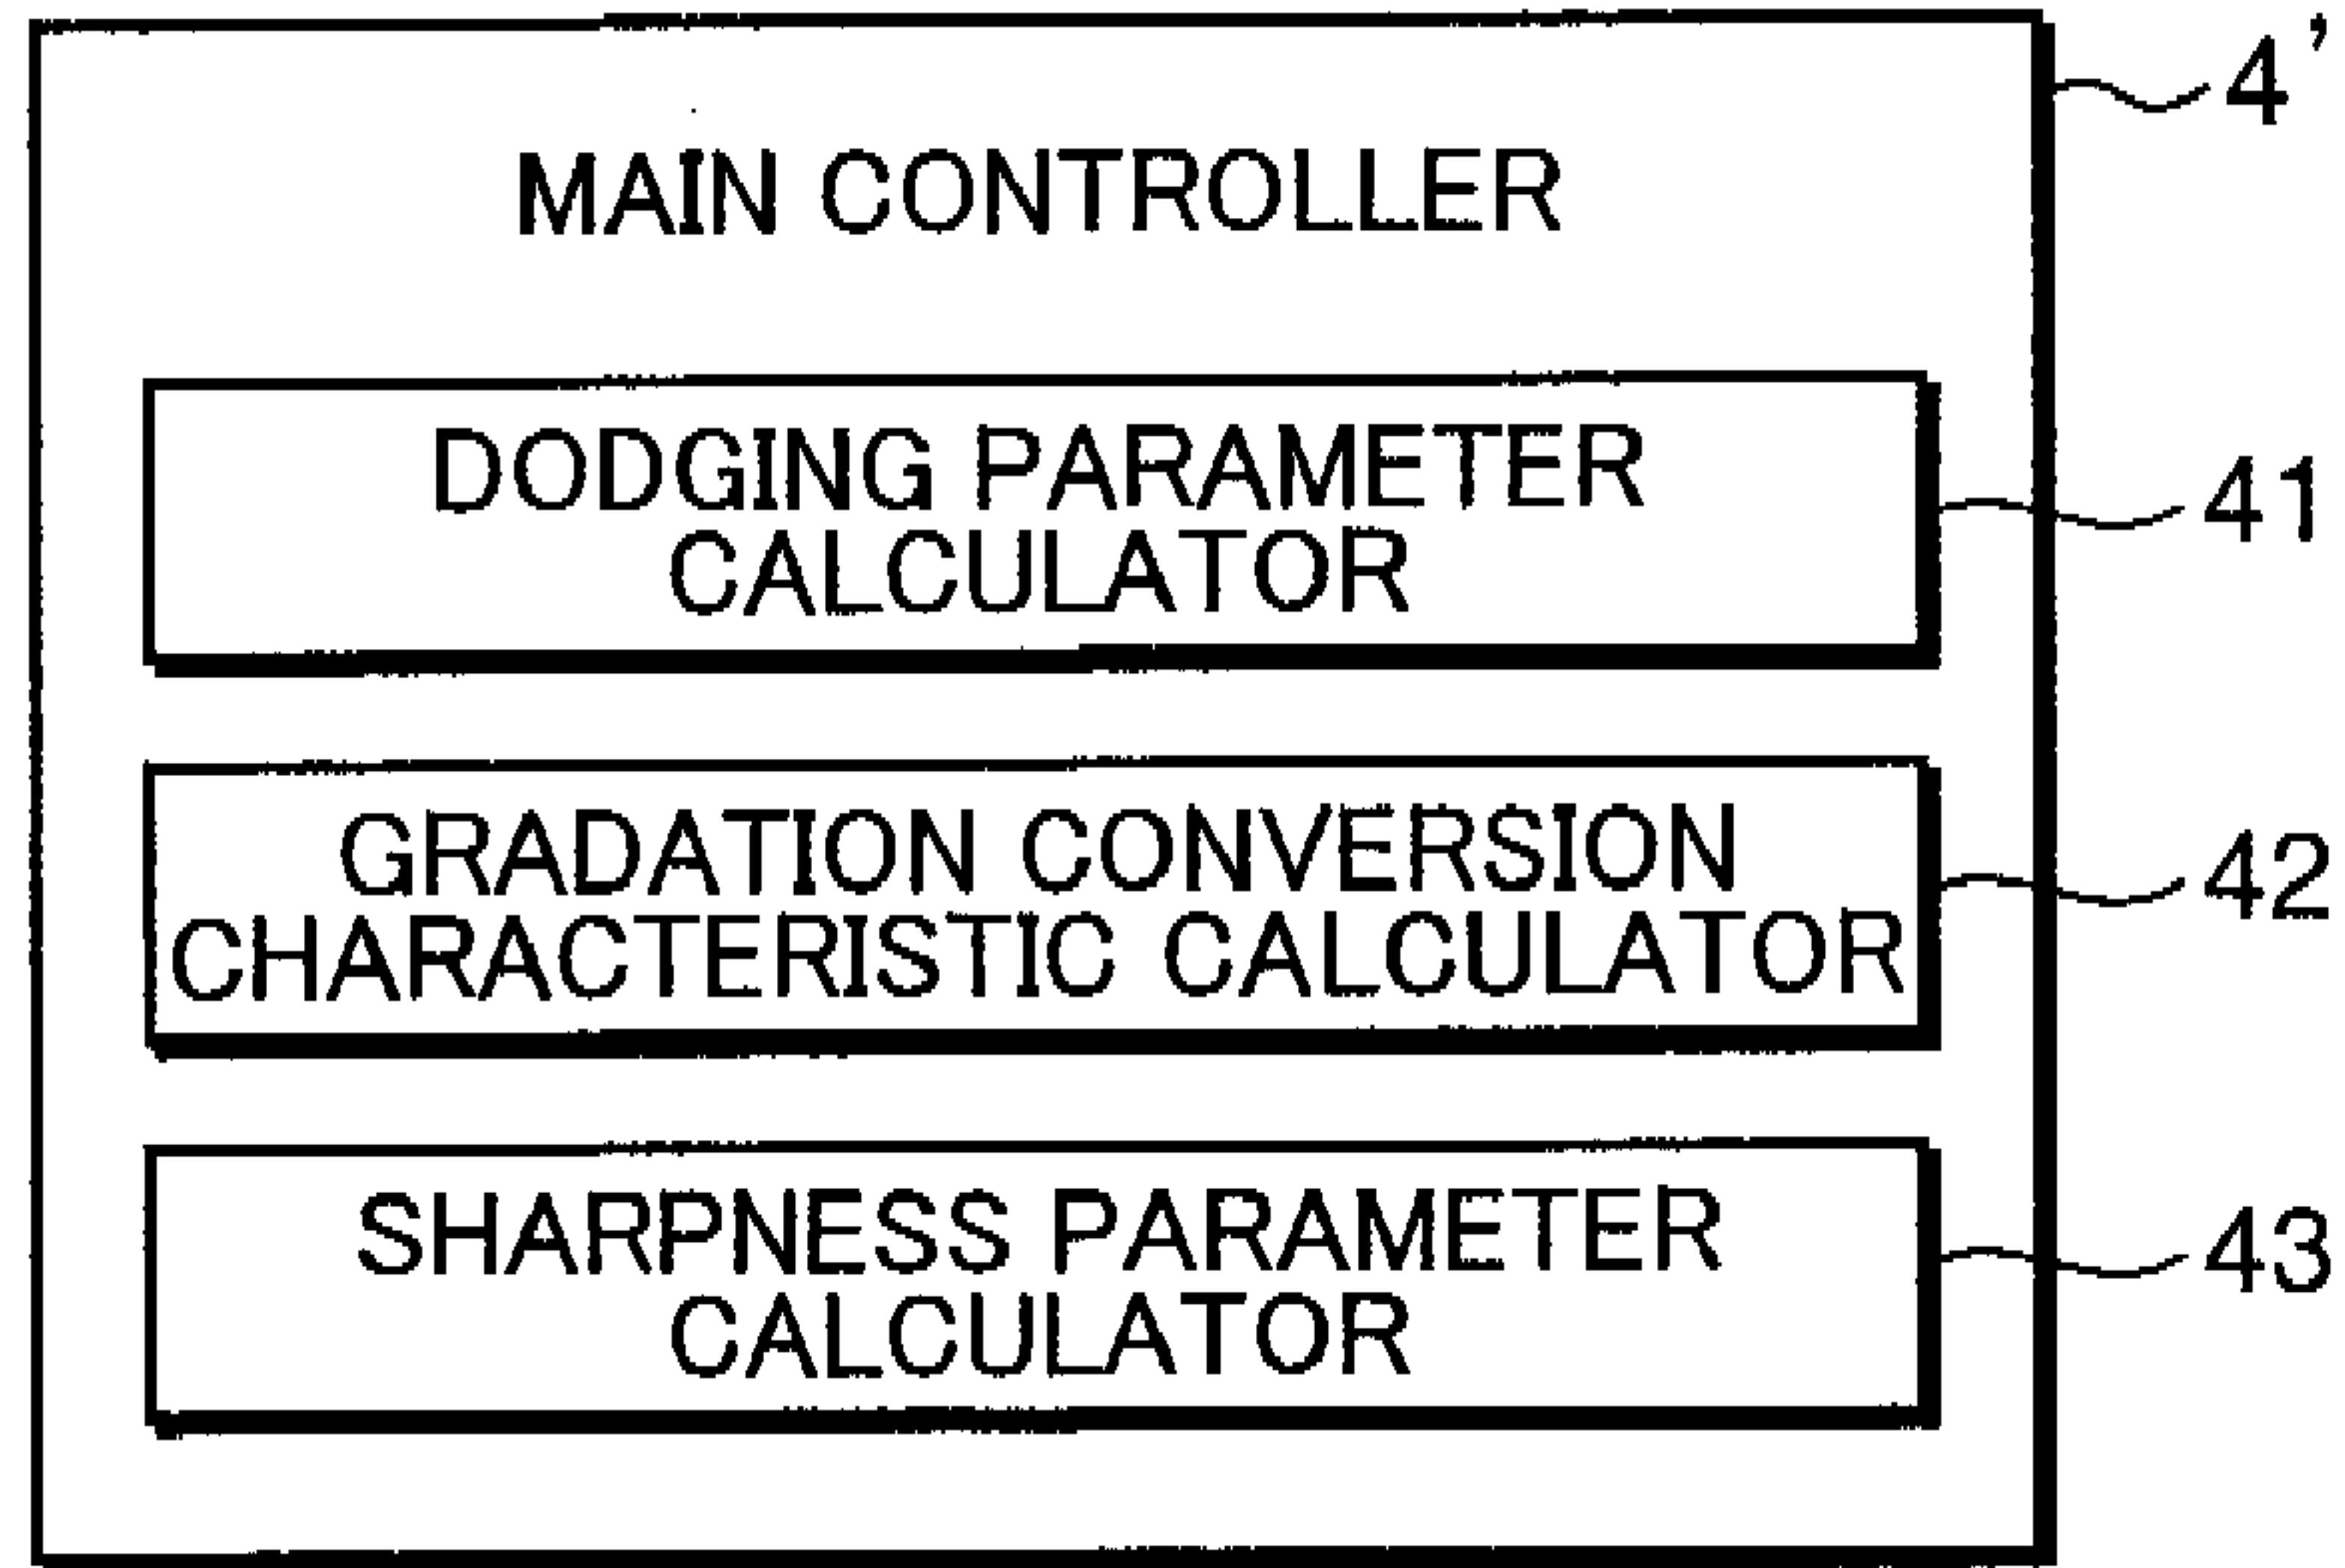 4'
MAIN CONTROLLER
DODGING PARAMETER
CALCULATOR
41
GRADATION CONVERSION
CHARACTERISTIC CALCULATOR
42
SHARPNESS PARAMETER
CALCULATOR
43